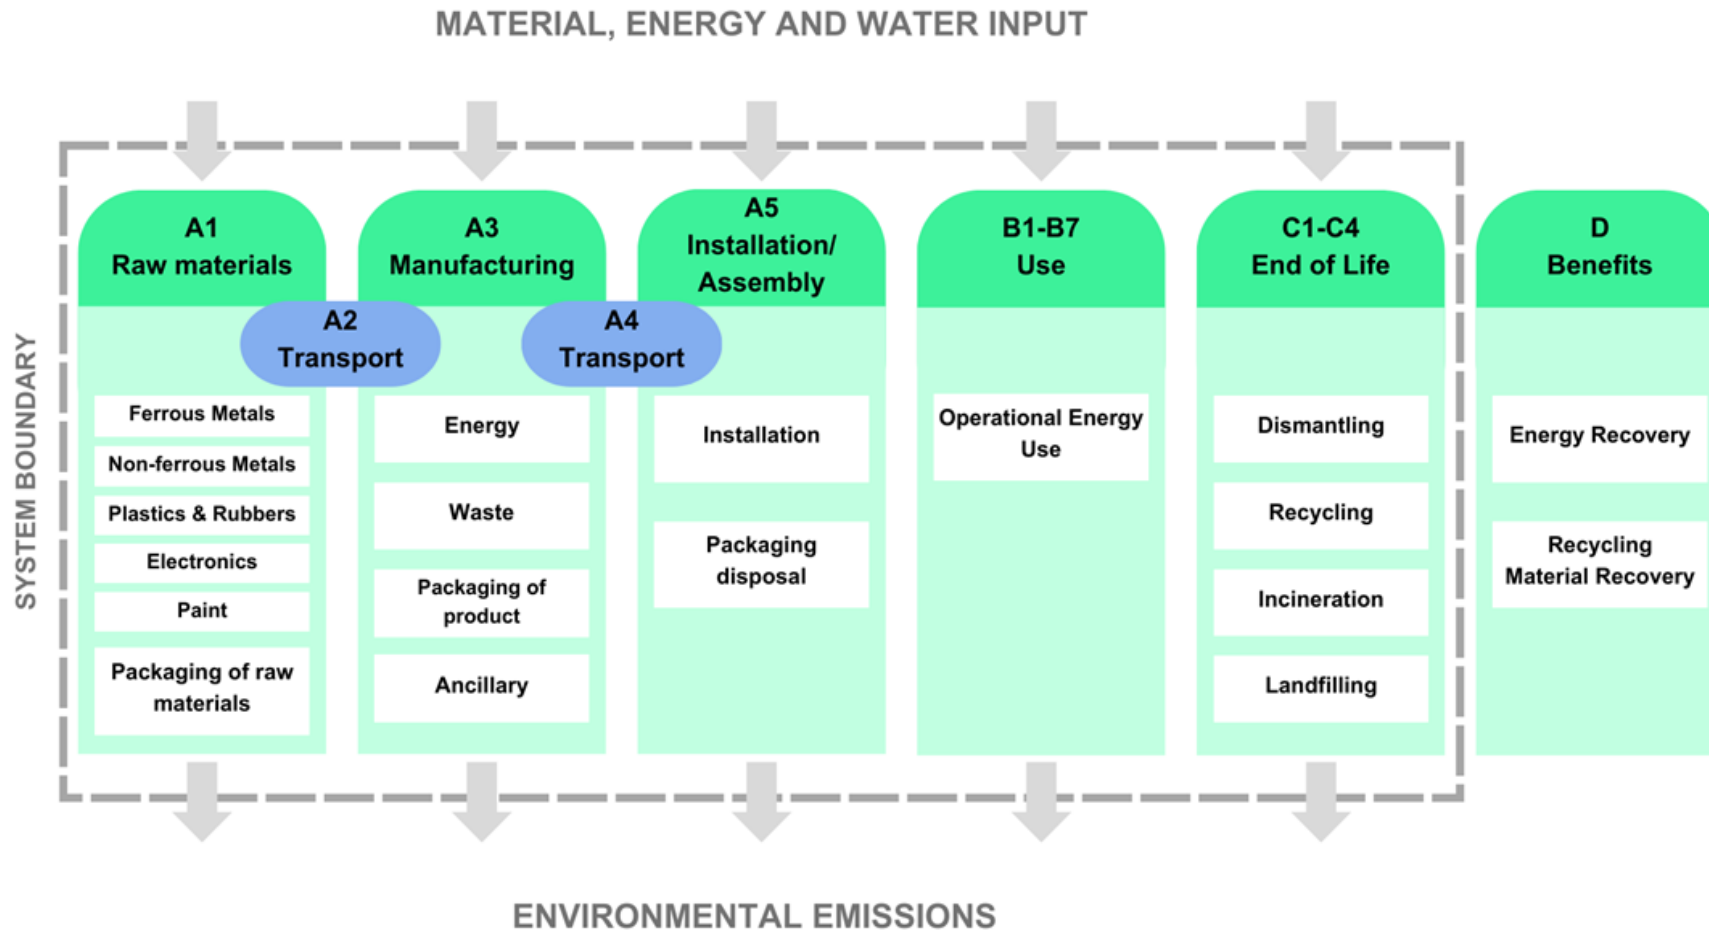 MATERIAL, ENERGY AND WATER INPUT
SYSTEM BOUNDARY
A1
Raw materials
A2
Transport
Ferrous Metals
Non-ferrous Metals
Plastics & Rubbers
Electronics
Paint
Packaging of raw
materials
A3
Manufacturing
A4
Transport
Energy
Waste
Packaging of
product
Ancillary
A5
Installation/
Assembly
Installation
Packaging
disposal
B1-B7
Use
Operational Energy
Use
C1-C4
End of Life
Dismantling
Recycling
Incineration
Landfilling
D
Benefits
Energy Recovery
Recycling
Material Recovery
ENVIRONMENTAL EMISSIONS